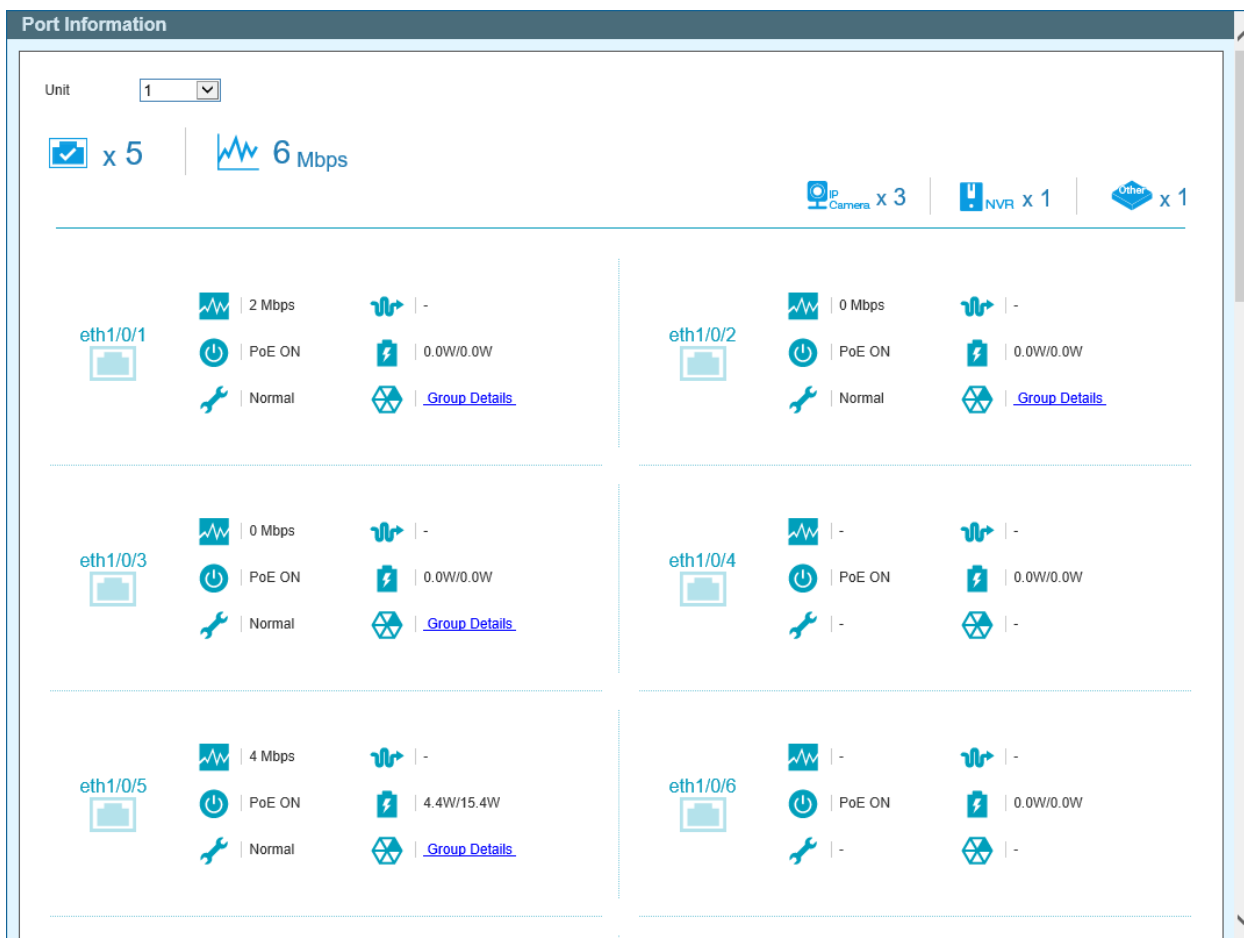 Port Information
Unit 1
x 5 6 Mbps
IP Camera x 3 NVR x 1 Other x 1
eth1/0/1
2 Mbps -
PoE ON 0.0W/0.0W
Normal Group Details
eth1/0/2
0 Mbps -
PoE ON 0.0W/0.0W
Normal Group Details
eth1/0/3
0 Mbps -
PoE ON 0.0W/0.0W
Normal Group Details
eth1/0/4
- -
PoE ON 0.0W/0.0W
- -
eth1/0/5
4 Mbps -
PoE ON 4.4W/15.4W
Normal Group Details
eth1/0/6
- -
PoE ON 0.0W/0.0W
- -